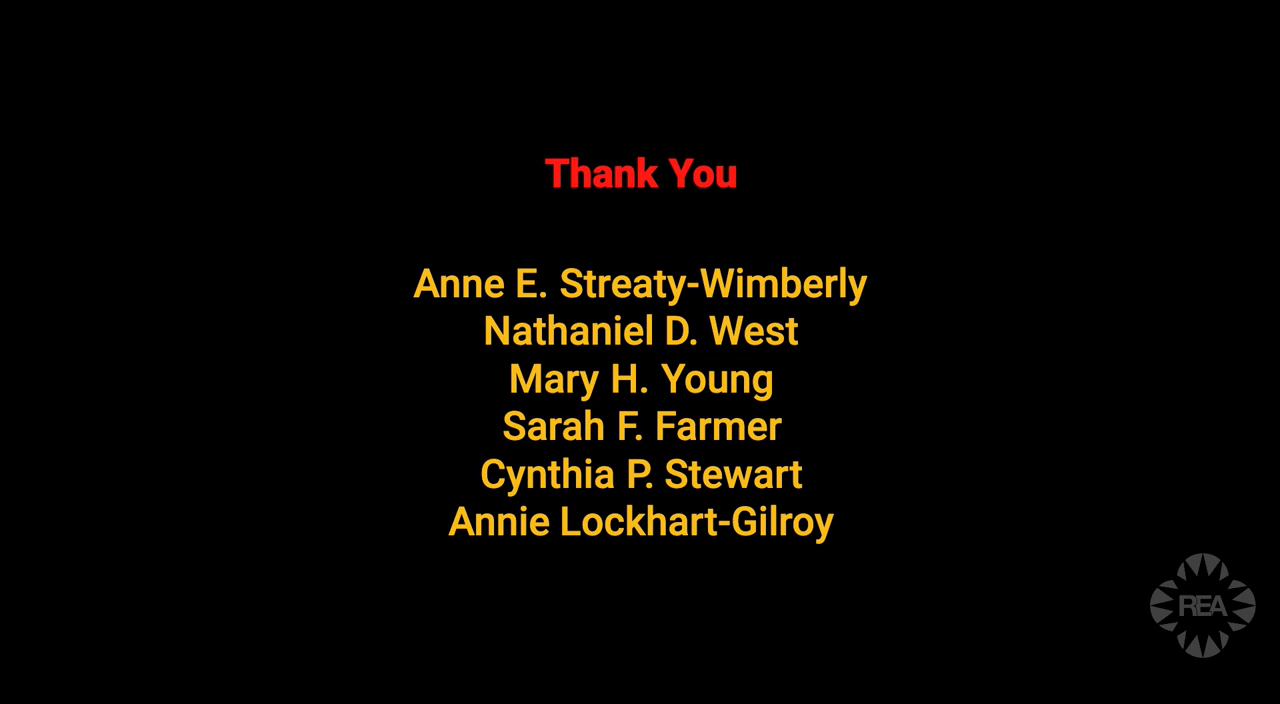 Thank You
Anne E. Streaty-Wimberly
Nathaniel D. West
Mary H. Young
Sarah F. Farmer
Cynthia P. Stewart
Annie Lockhart-Gilroy
REA